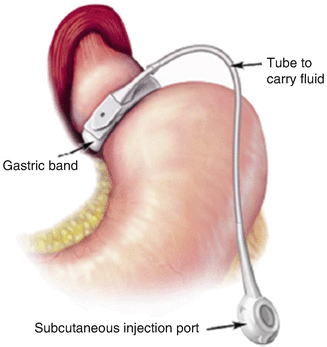 Tube to
carry fluid
Gastric band
Subcutaneous injection port